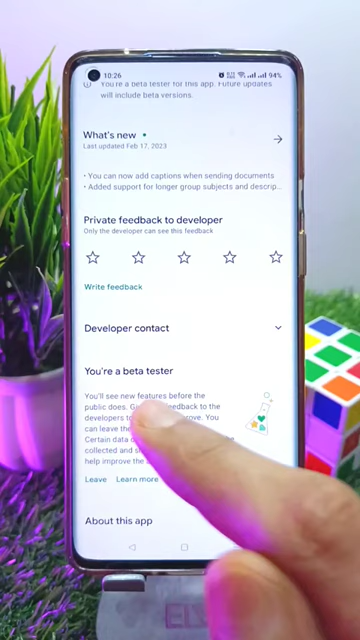 10:26
94%
You're a beta tester for this app. Future updates
will include beta versions.
What's new
Last updated Feb 17, 2023
• You can now add captions when sending documents
• Added support for longer group subjects and descrip...
Private feedback to developer
Only the developer can see this feedback
Write feedback
Developer contact
You're a beta tester
You'll see new features before the
public does. feedback to the
developers
can leave the
Certain data
collected and
help improve the
Leave Learn more
About this app